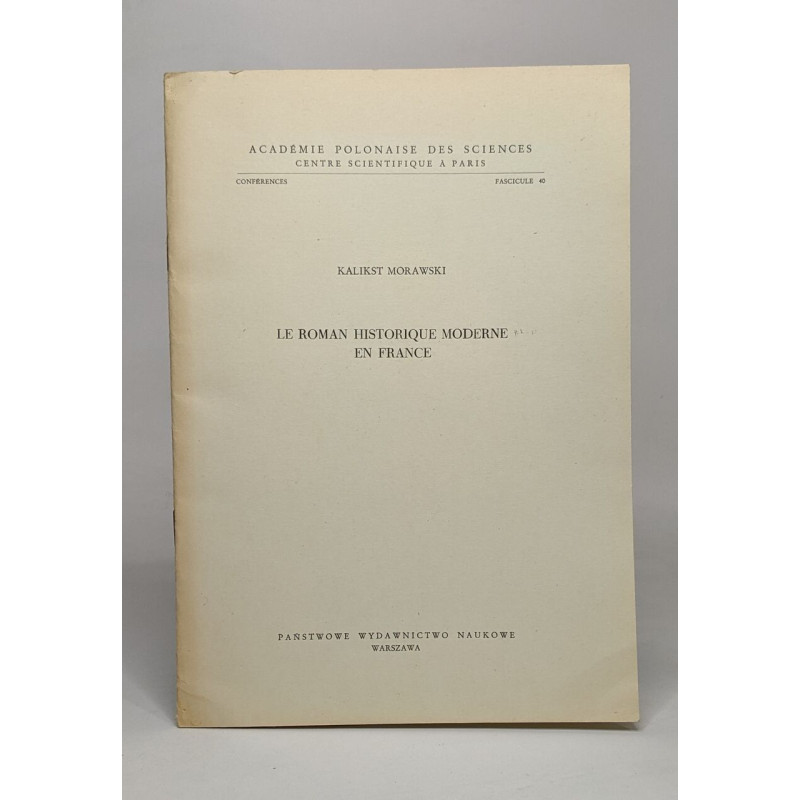 ACADÉMIE POLONAISE DES SCIENCES
CENTRE SCIENTIFIQUE À PARIS
CONFÉRENCES FASCICULE 40
KALIKST MORAWSKI
LE ROMAN HISTORIQUE MODERNE
EN FRANCE
PAŃSTWOWE WYDAWNICTWO NAUKOWE
WARSZAWA